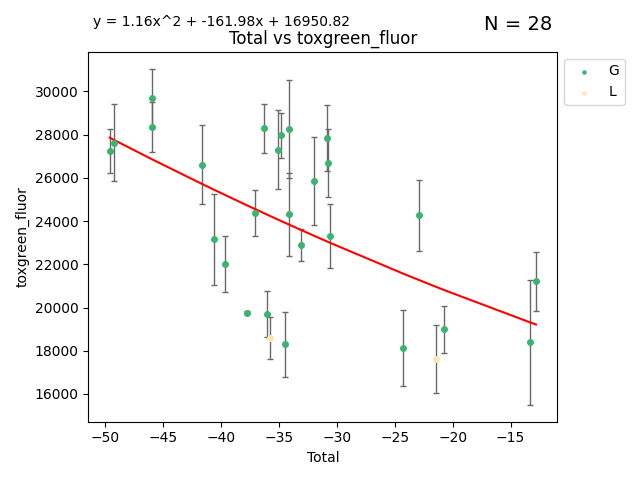 y = 1.16x^2 + -161.98x + 16950.82
N = 28
Total vs toxgreen_fluor
G
L
toxgreen_fluor
30000
28000
26000
24000
22000
20000
18000
16000
−50
−45
−40
−35
−30
−25
−20
−15
Total